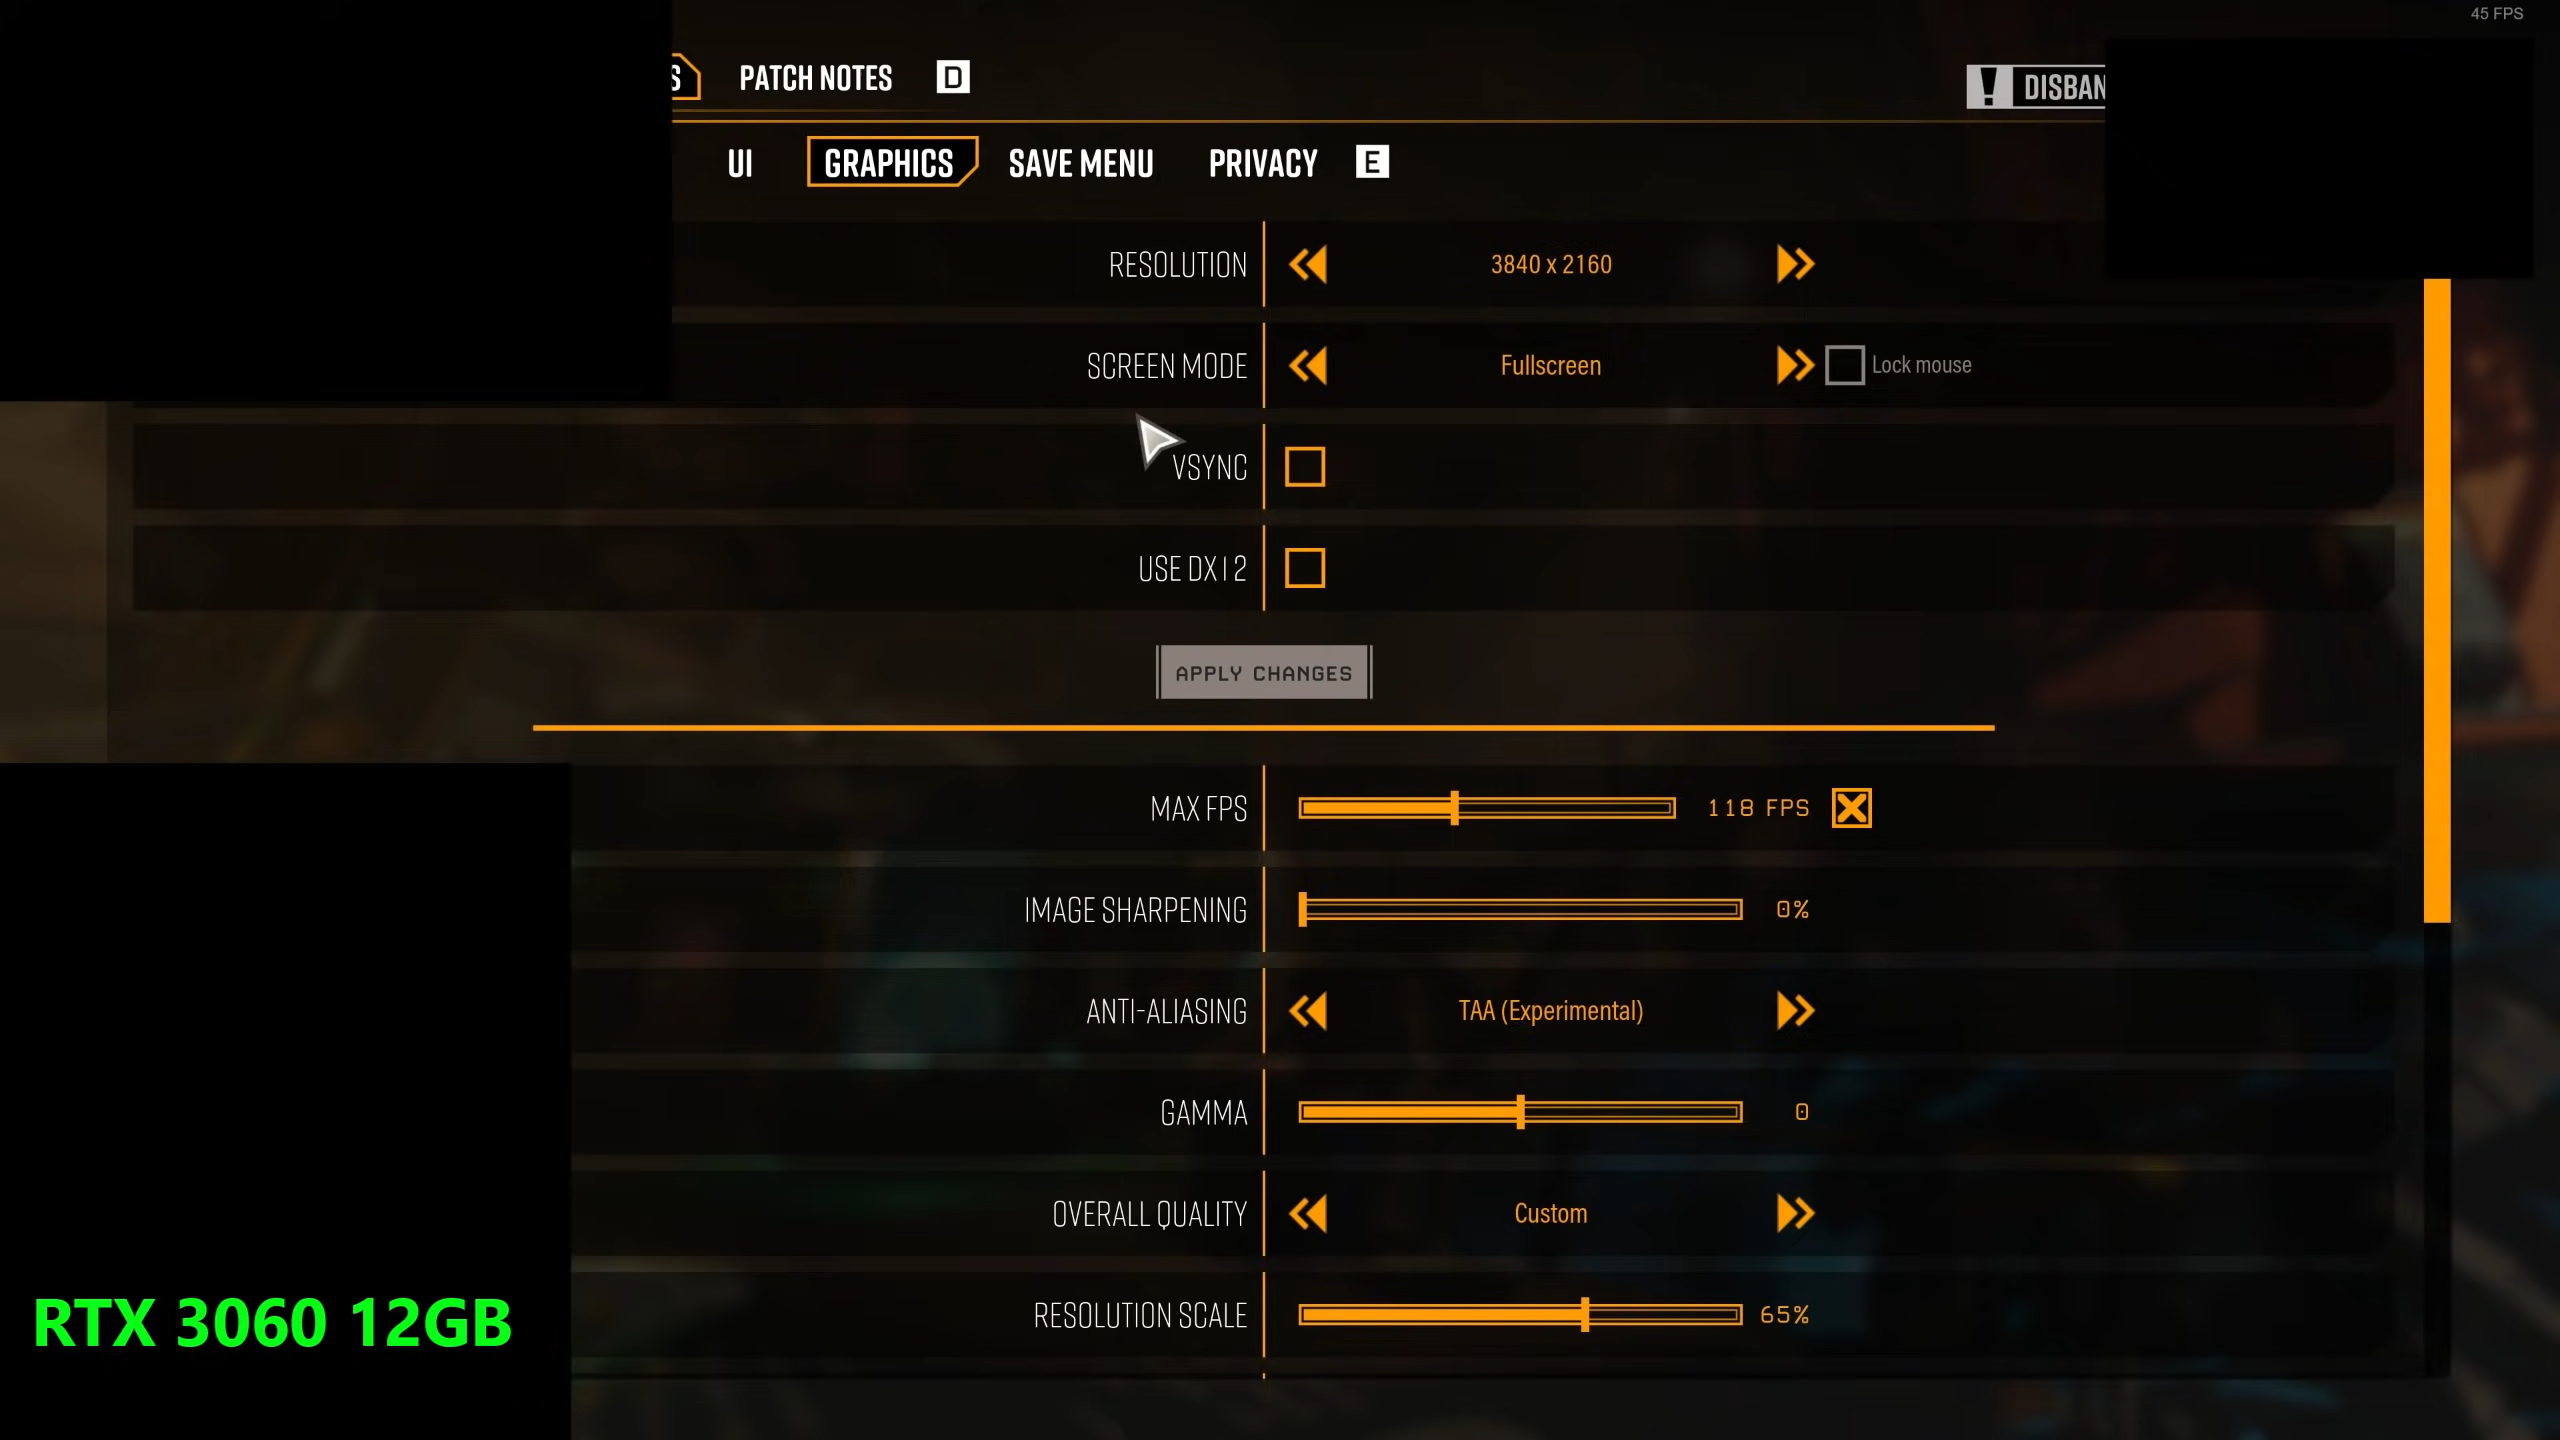 45 FPS
S PATCH NOTES D
! DISBAN
UI GRAPHICS SAVE MENU PRIVACY E
RESOLUTION 3840 x 2160
SCREEN MODE Fullscreen Lock mouse
VSYNC
USE DX12
APPLY CHANGES
MAX FPS 118 FPS
IMAGE SHARPENING 0%
ANTI-ALIASING TAA (Experimental)
GAMMA 0
OVERALL QUALITY Custom
RESOLUTION SCALE 65%
RTX 3060 12GB